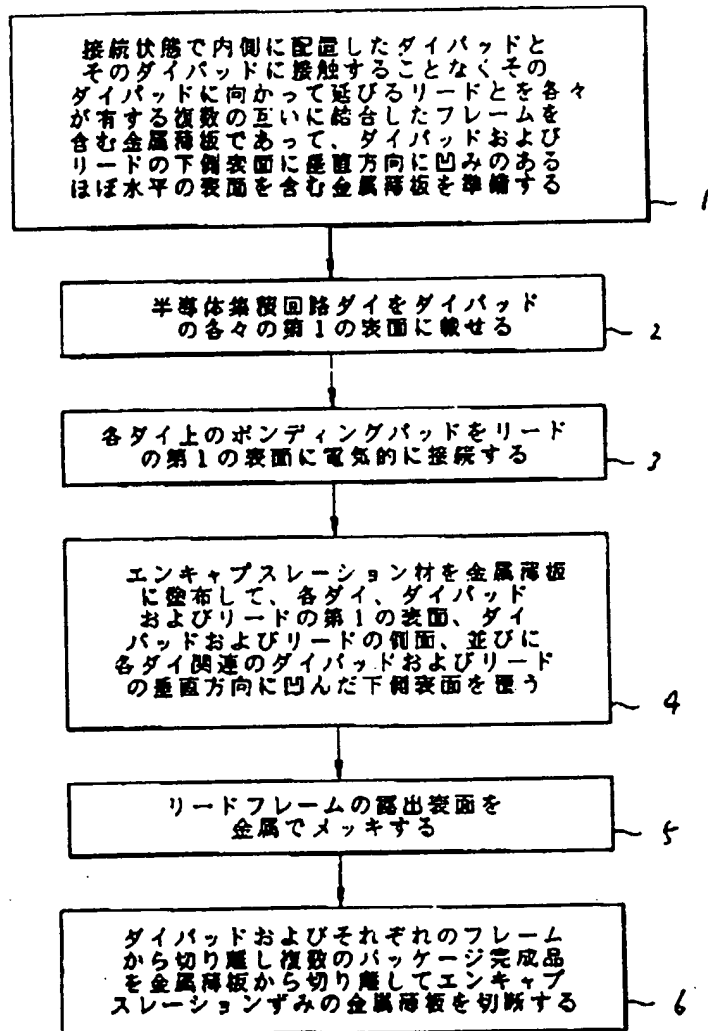 接続状態で内側に配置したダイパッドと
そのダイパッドに接触することなくその
ダイパッドに向かって延びるリードとを各々
が有する複数の互いに結合したフレームを
含む金属薄板であって、ダイパッドおよび
リードの下側表面に垂直方向に凹みのある
ほぼ水平の表面を含む金属薄板を準備する
1
半導体集積回路ダイをダイパッド
の各々の第1の表面に載せる
2
各ダイ上のボンディングパッドをリード
の第1の表面に電気的に接続する
3
エンキャプスレーション材を金属薄板
に塗布して、各ダイ、ダイパッド
およびリードの第1の表面、ダイ
パッドおよびリードの側面、並びに
各ダイ関連のダイパッドおよびリード
の垂直方向に凹んだ下側表面を覆う
4
リードフレームの露出表面を
金属でメッキする
5
ダイパッドおよびそれぞれのフレーム
から切り離し複数のパッケージ完成品
を金属薄板から切り離してエンキャプ
スレーションずみの金属薄板を切断する
6